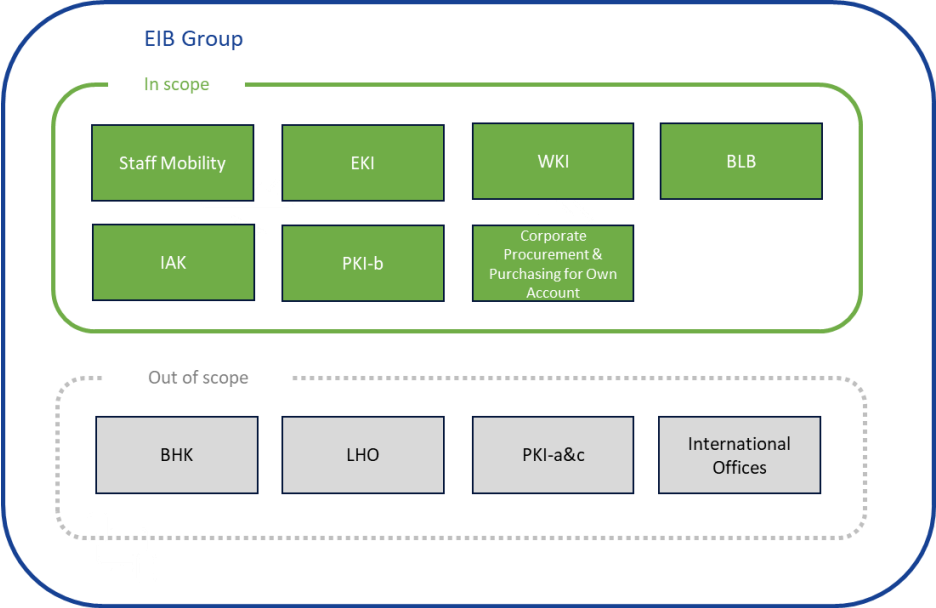 EIB Group
In scope
Staff Mobility
EKI
WKI
BLB
IAK
PKI-b
Corporate
Procurement &
Purchasing for Own
Account
Out of scope
BHK
LHO
PKI-a&c
International
Offices